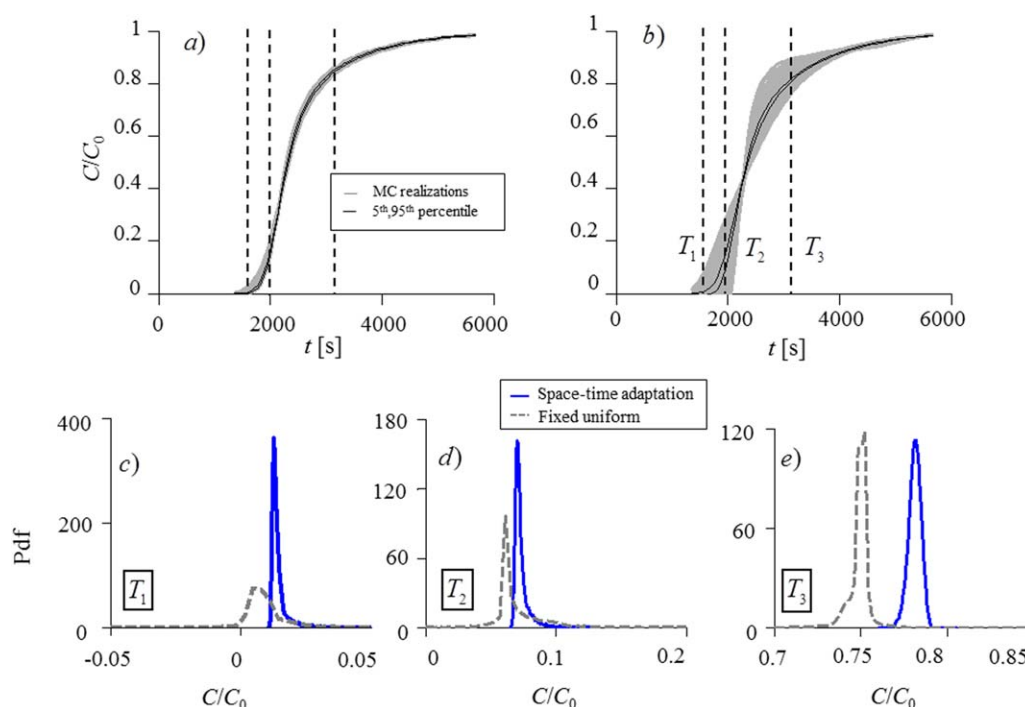 a)
1
0.8
0.6
0.4
0.2
0
C/C₀
MC realizations
5th,95th percentile
0
2000
4000
6000
t [s]
b)
1
0.8
0.6
0.4
0.2
0
T₁
T₂
T₃
0
2000
4000
6000
t [s]
Space-time adaptation
Fixed uniform
Pdf
400
200
0
c)
T₁
-0.05
0
0.05
C/C₀
180
120
60
0
d)
T₂
0
0.1
0.2
C/C₀
120
60
0
e)
T₃
0.7
0.75
0.8
0.85
C/C₀